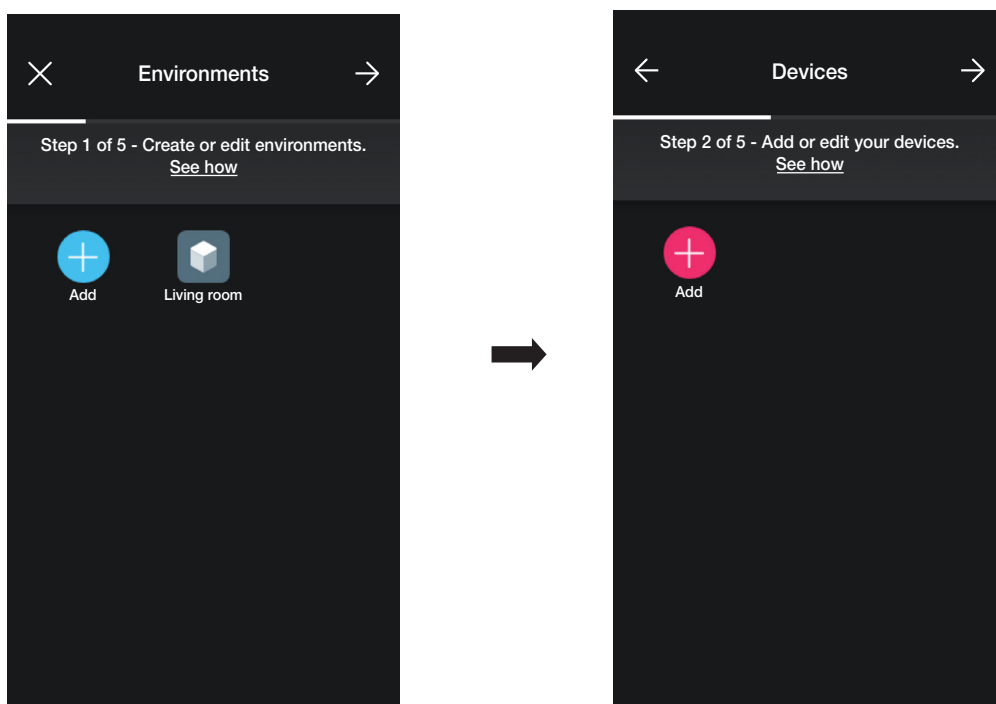 Environments
Step 1 of 5 - Create or edit environments.
See how
Add
Living room
Devices
Step 2 of 5 - Add or edit your devices.
See how
Add